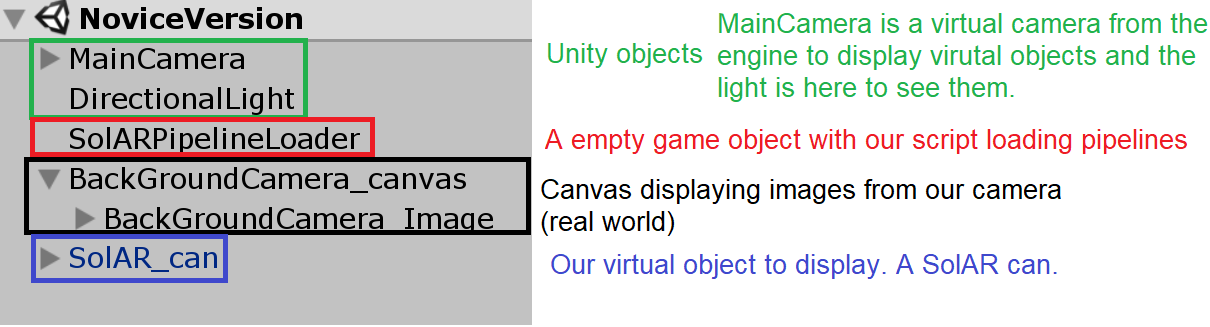 NoviceVersion
MainCamera
DirectionalLight
SolARPipelineLoader
BackGroundCamera_canvas
BackGroundCamera_Image
SolAR_can
Unity objects
MainCamera is a virtual camera from the
engine to display virutal objects and the
light is here to see them.
A empty game object with our script loading pipelines
Canvas displaying images from our camera
(real world)
Our virtual object to display. A SolAR can.